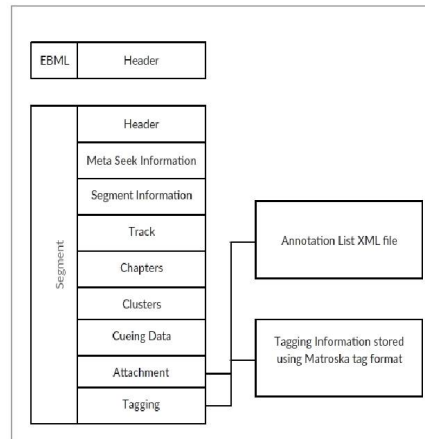 EBML Header
Header
Meta Seek Information
Segment Information
Track
Segment
Chapters
Clusters
Cueing Data
Attachment
Tagging
Annotation List XML file
Tagging Information stored
using Matroska tag format